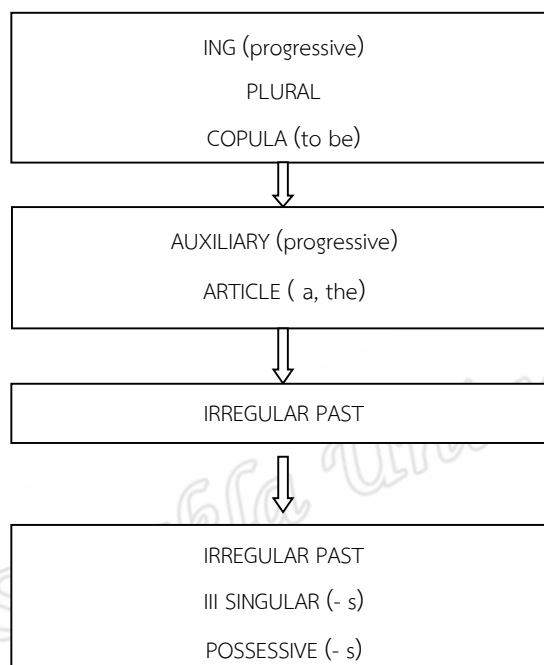 ING (progressive)
PLURAL
COPULA (to be)
AUXILIARY (progressive)
ARTICLE ( a, the)
IRREGULAR PAST
IRREGULAR PAST
III SINGULAR (- s)
POSSESSIVE (- s)